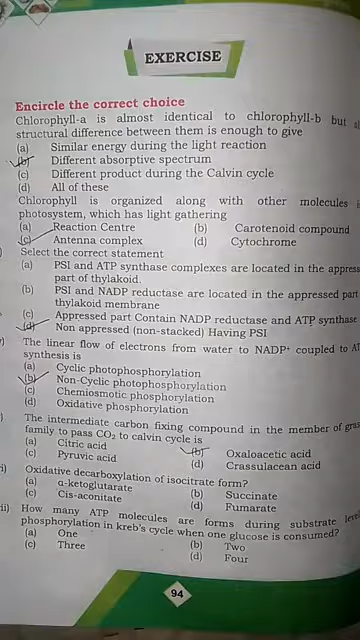 EXERCISE
Encircle the correct choice
Chlorophyll-a is almost identical to chlorophyll-b but
structural difference between them is enough to give
(a) Similar energy during the light reaction
(b) Different absorptive spectrum
(c) Different product during the Calvin cycle
(d) All of these
Chlorophyll is organized along with other molecules
photosystem, which has light gathering
(a) Reaction Centre (b) Carotenoid compound
(c) Antenna complex (d) Cytochrome
Select the correct statement
(a) PSI and ATP synthase complexes are located in the appress
part of thylakoid.
(b) PSI and NADP reductase are located in the appressed part
thylakoid membrane
(c) Appressed part Contain NADP reductase and ATP synthase
(d) Non appressed (non-stacked) Having PSI
The linear flow of electrons from water to NADP⁺ coupled to AT
synthesis is
(a) Cyclic photophosphorylation
(b) Non-Cyclic photophosphorylation
(c) Chemiosmotic phosphorylation
(d) Oxidative phosphorylation
The intermediate carbon fixing compound in the member of gras
family to pass CO₂ to calvin cycle is
(a) Citric acid (b) Oxaloacetic acid
(c) Pyruvic acid (d) Crassulacean acid
i) Oxidative decarboxylation of isocitrate form?
(a) α-ketoglutarate (b) Succinate
(c) Cis-aconitate (d) Fumarate
ii) How many ATP molecules are forms during substrate leve
phosphorylation in kreb's cycle when one glucose is consumed?
(a) One (b) Two
(c) Three (d) Four
94